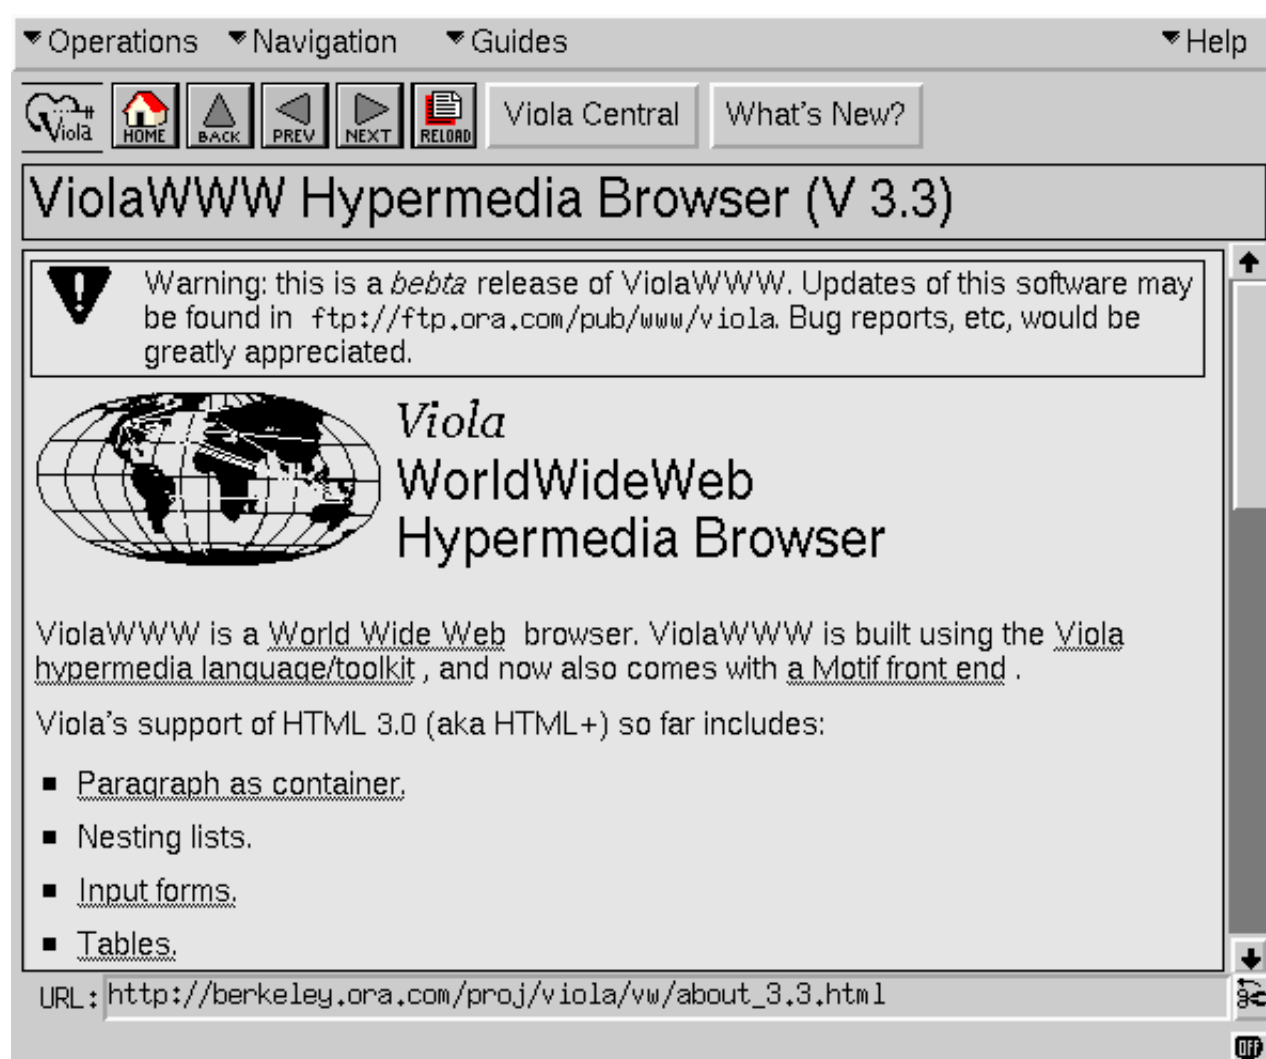 Operations Navigation Guides Help
Viola HOME BACK PREV NEXT RELOAD Viola Central What's New?
ViolaWWW Hypermedia Browser (V 3.3)
Warning: this is a bebta release of ViolaWWW. Updates of this software may
be found in ftp://ftp.ora.com/pub/www/viola. Bug reports, etc, would be
greatly appreciated.
Viola
WorldWideWeb
Hypermedia Browser
ViolaWWW is a World Wide Web browser. ViolaWWW is built using the Viola
hypermedia language/toolkit , and now also comes with a Motif front end .
Viola's support of HTML 3.0 (aka HTML+) so far includes:
■ Paragraph as container.
■ Nesting lists.
■ Input forms.
■ Tables.
URL: http://berkeley.ora.com/proj/viola/vw/about_3.3.html
OFF